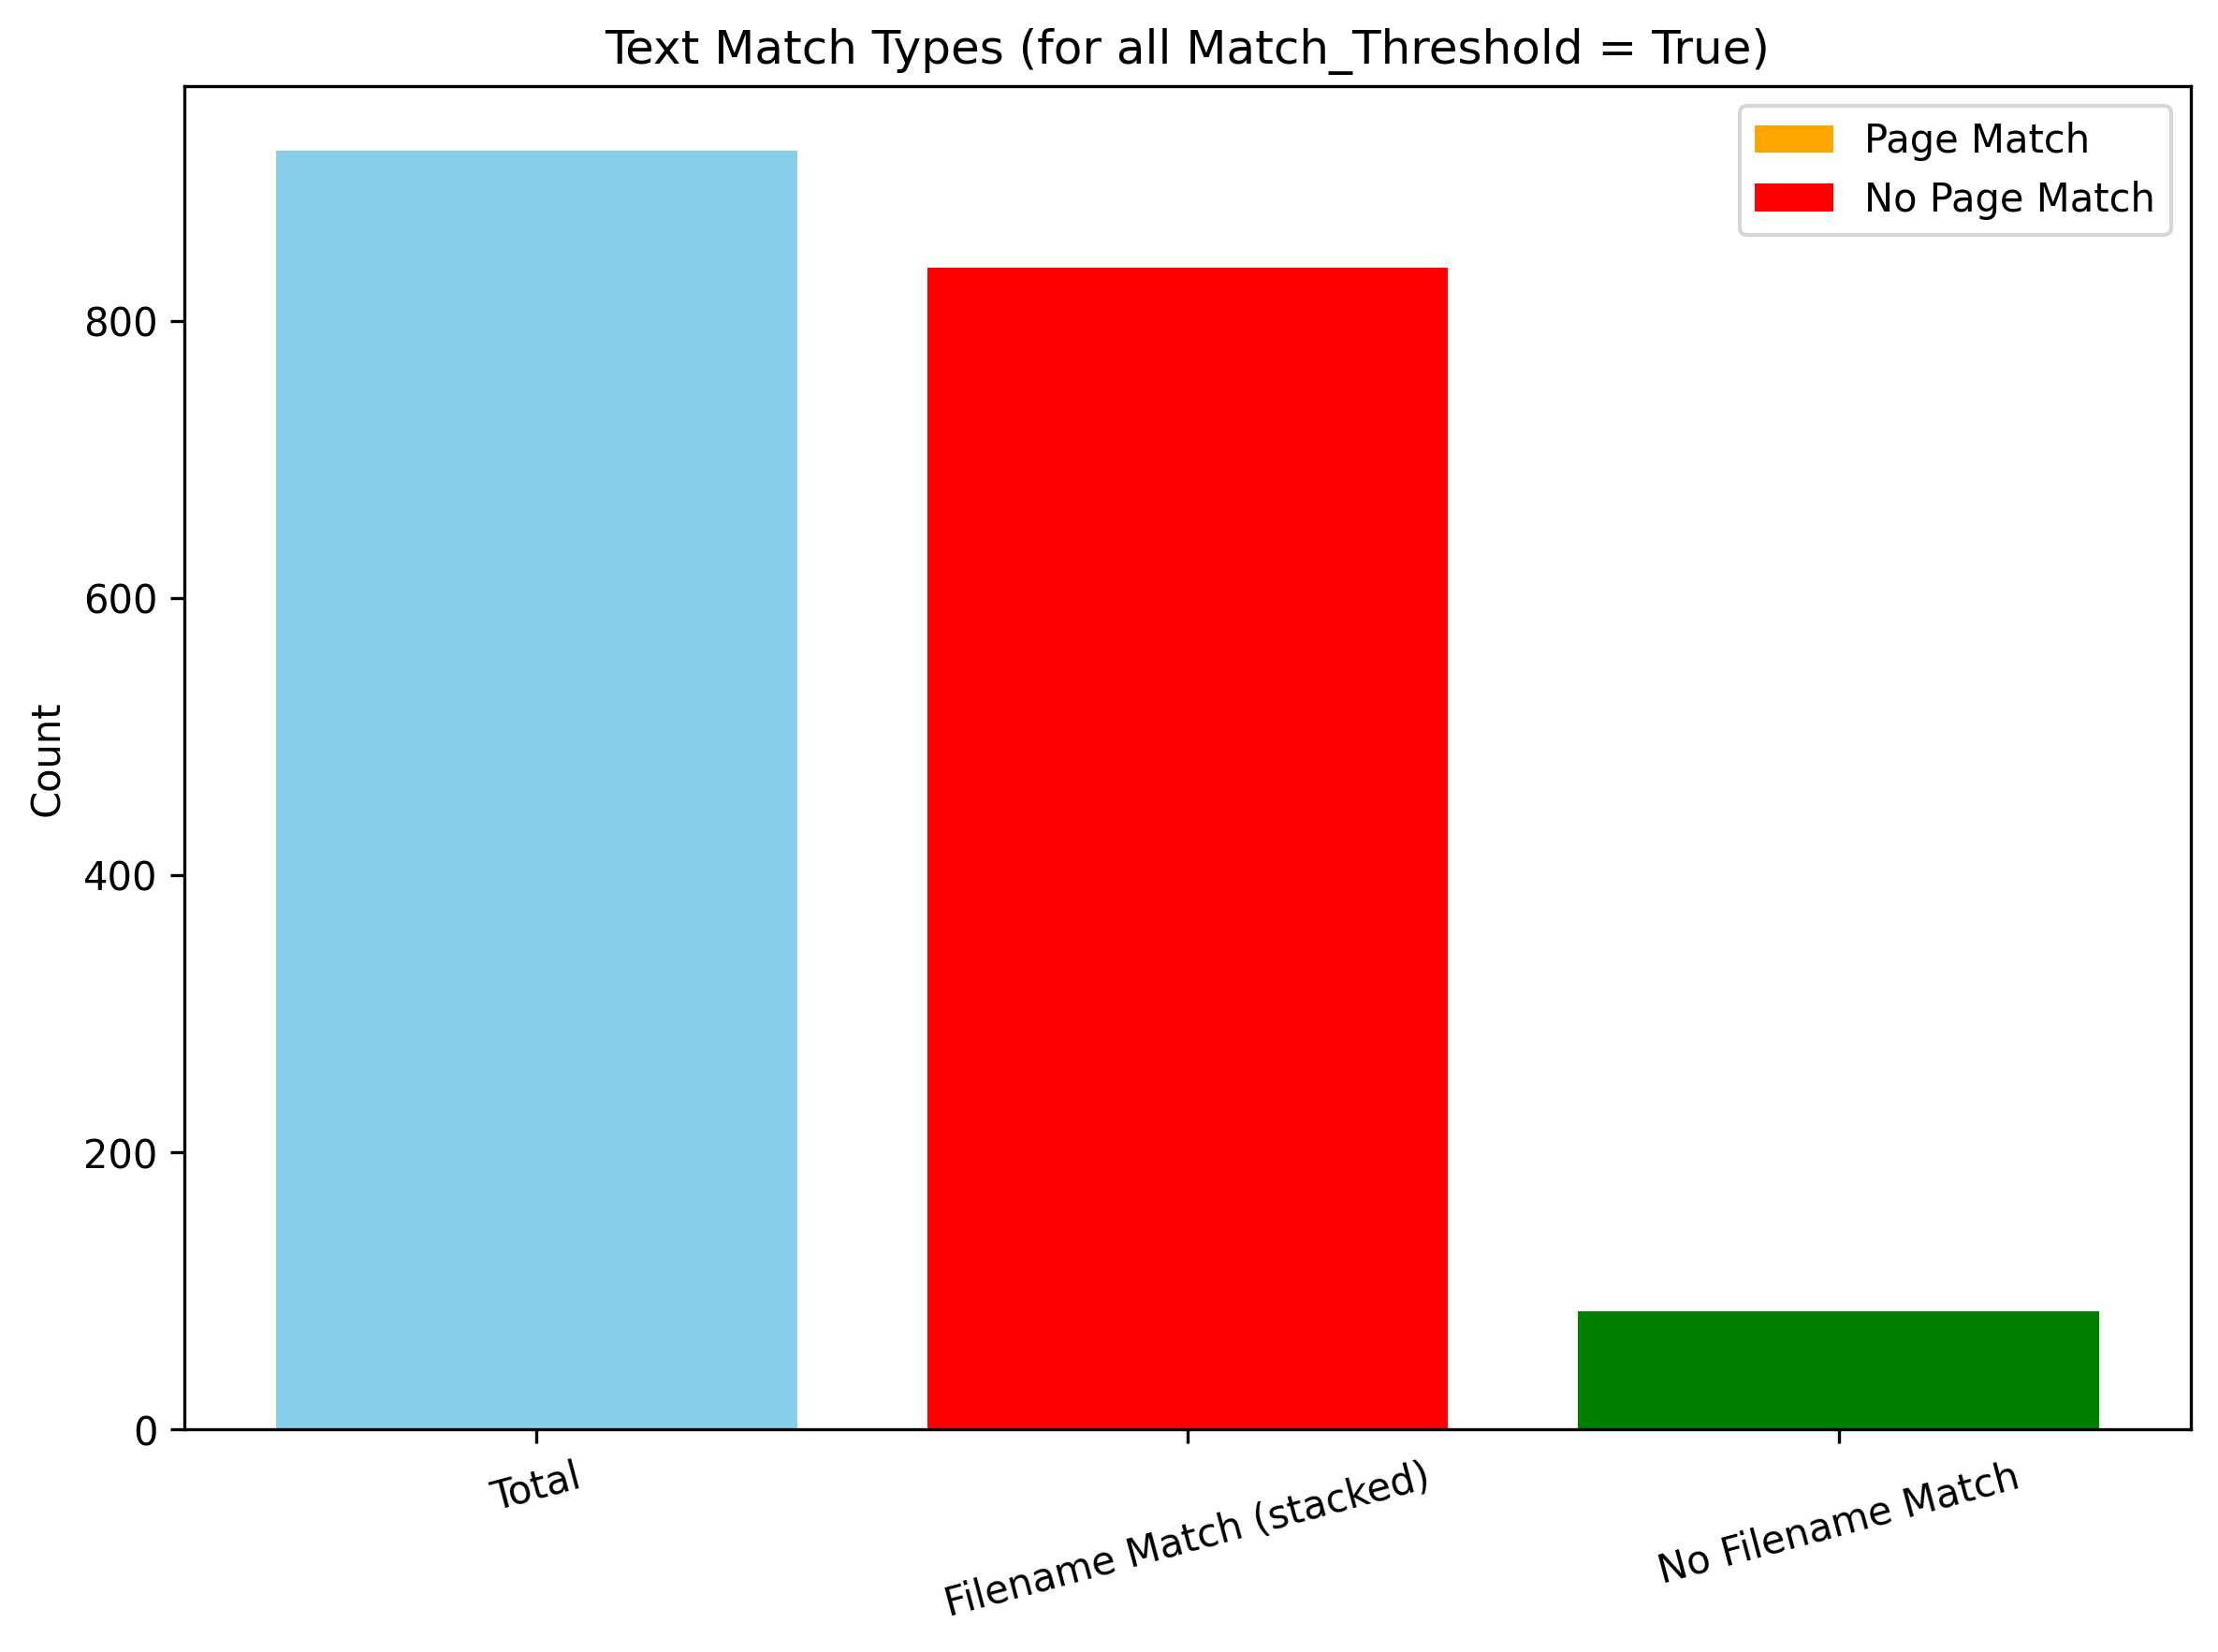 Text Match Types (for all Match_Threshold = True)
Page Match
No Page Match
Count
800
600
400
200
0
Total
Filename Match (stacked)
No Filename Match